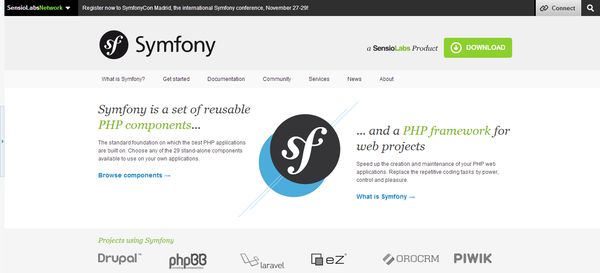 SensioLabsNetwork
Register now to SymfonyCon Madrid, the international Symfony conference, November 27-29!
Connect
sf Symfony
a SensioLabs Product
DOWNLOAD
What is Symfony? Get started Documentation Community Services News About
Symfony is a set of reusable
PHP components...
The standard foundation on which the best PHP applications
are built on. Choose any of the 29 stand-alone components
available to use on your own applications.
Browse components →
sf
... and a PHP framework for
web projects
Speed up the creation and maintenance of your PHP web
applications. Replace the repetitive coding tasks by power,
control and pleasure.
What is Symfony →
Projects using Symfony
Drupal™ phpBB laravel eZ OROCRM PIWIK